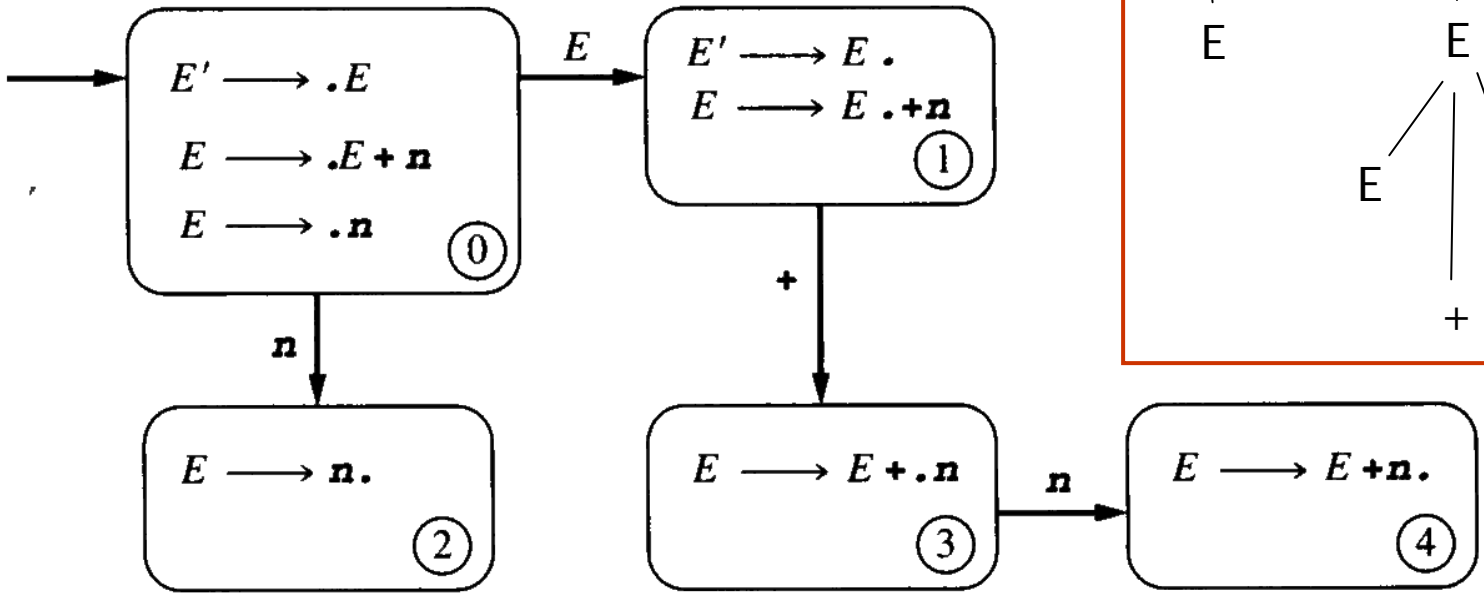 E' ⟶ .E
E ⟶ .E + n
E ⟶ .n
0
E
E' ⟶ E .
E ⟶ E .+n
1
n
+
E ⟶ n.
2
E ⟶ E + .n
3
n
E ⟶ E +n.
4
E
E
E
+